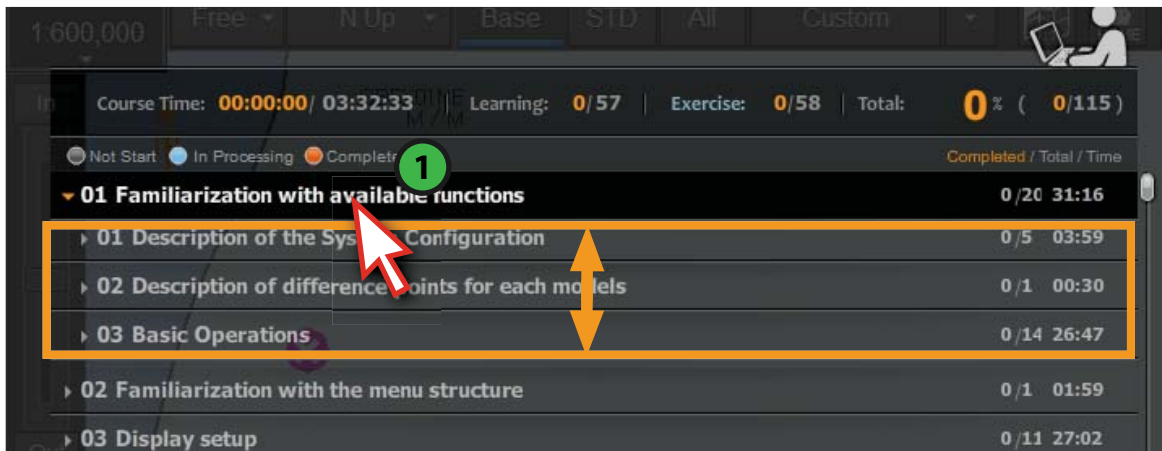 1:600,000 Free N Up Base STD All Custom
Course Time: 00:00:00/ 03:32:33 | Learning: 0/57 | Exercise: 0/58 | Total: 0 % ( 0/115 )
Not Start In Processing Complete Completed / Total / Time
1
01 Familiarization with available functions 0 /20 31:16
01 Description of the System Configuration 0 /5 03:59
02 Description of difference points for each models 0 /1 00:30
03 Basic Operations 0 /14 26:47
02 Familiarization with the menu structure 0 /1 01:59
03 Display setup 0 /11 27:02